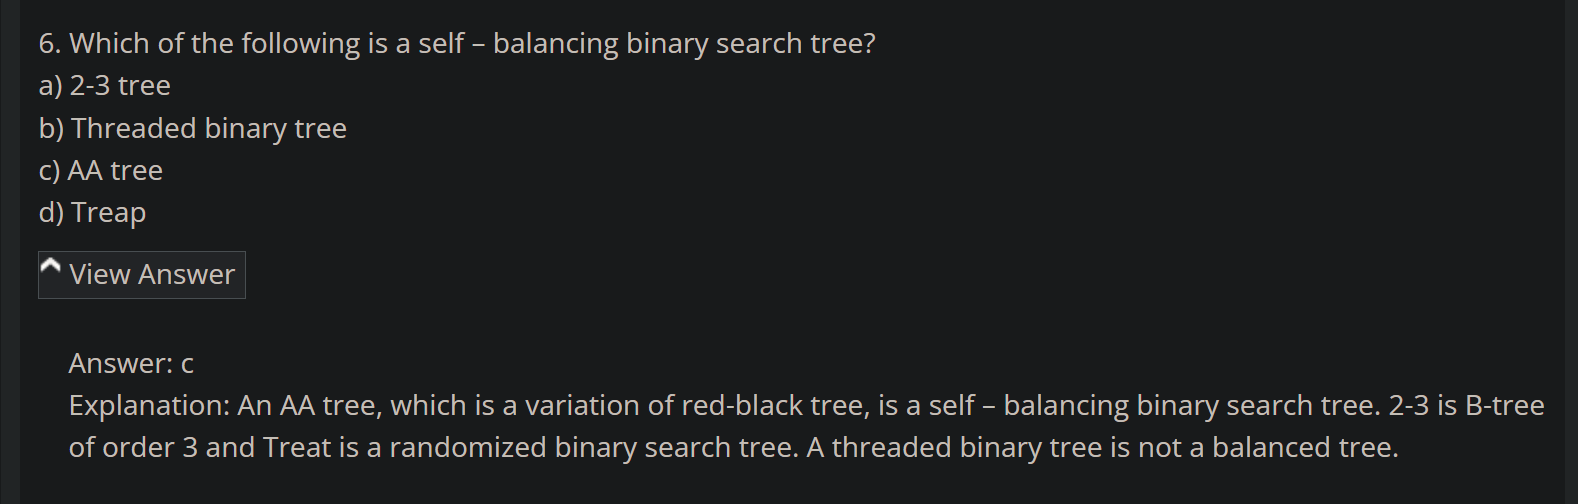 6. Which of the following is a self – balancing binary search tree?
a) 2-3 tree
b) Threaded binary tree
c) AA tree
d) Treap
View Answer
Answer: c
Explanation: An AA tree, which is a variation of red-black tree, is a self – balancing binary search tree. 2-3 is B-tree
of order 3 and Treat is a randomized binary search tree. A threaded binary tree is not a balanced tree.